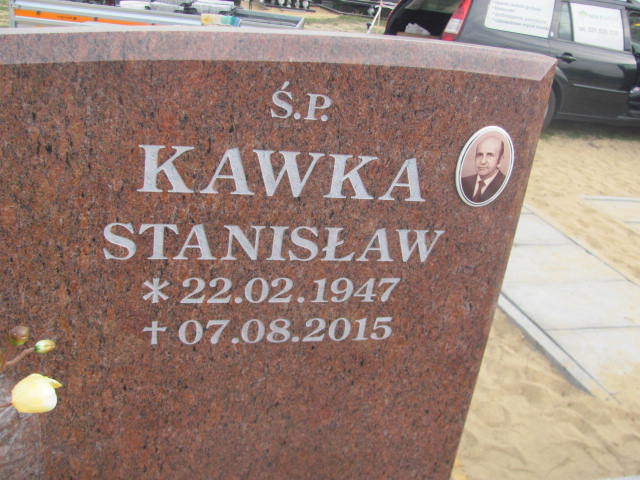 Ś.P.
KAWKA
STANISŁAW
* 22.02.1947
† 07.08.2015